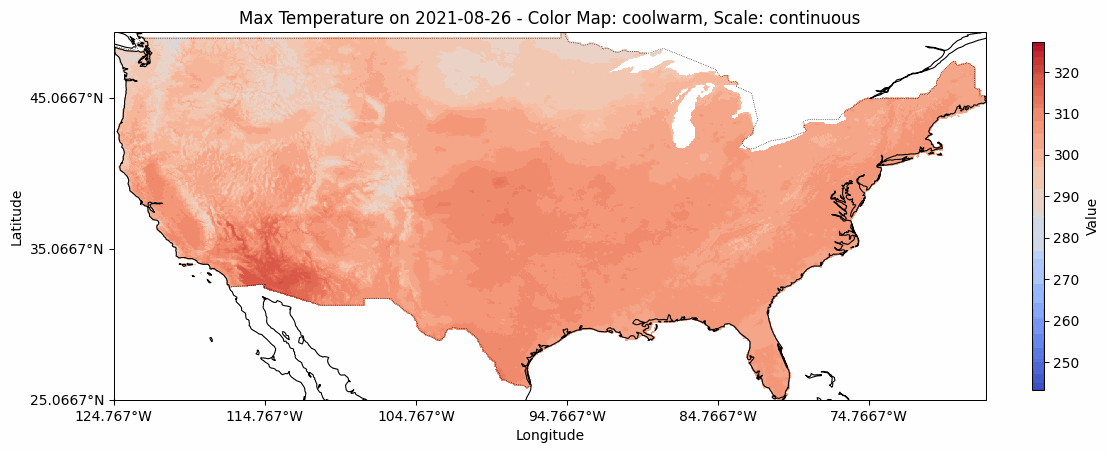 Max Temperature on 2021-08-26 - Color Map: coolwarm, Scale: continuous
45.0667°N
35.0667°N
25.0667°N
Latitude
124.767°W
114.767°W
104.767°W
94.7667°W
84.7667°W
74.7667°W
Longitude
320
310
300
290
280
270
260
250
Value